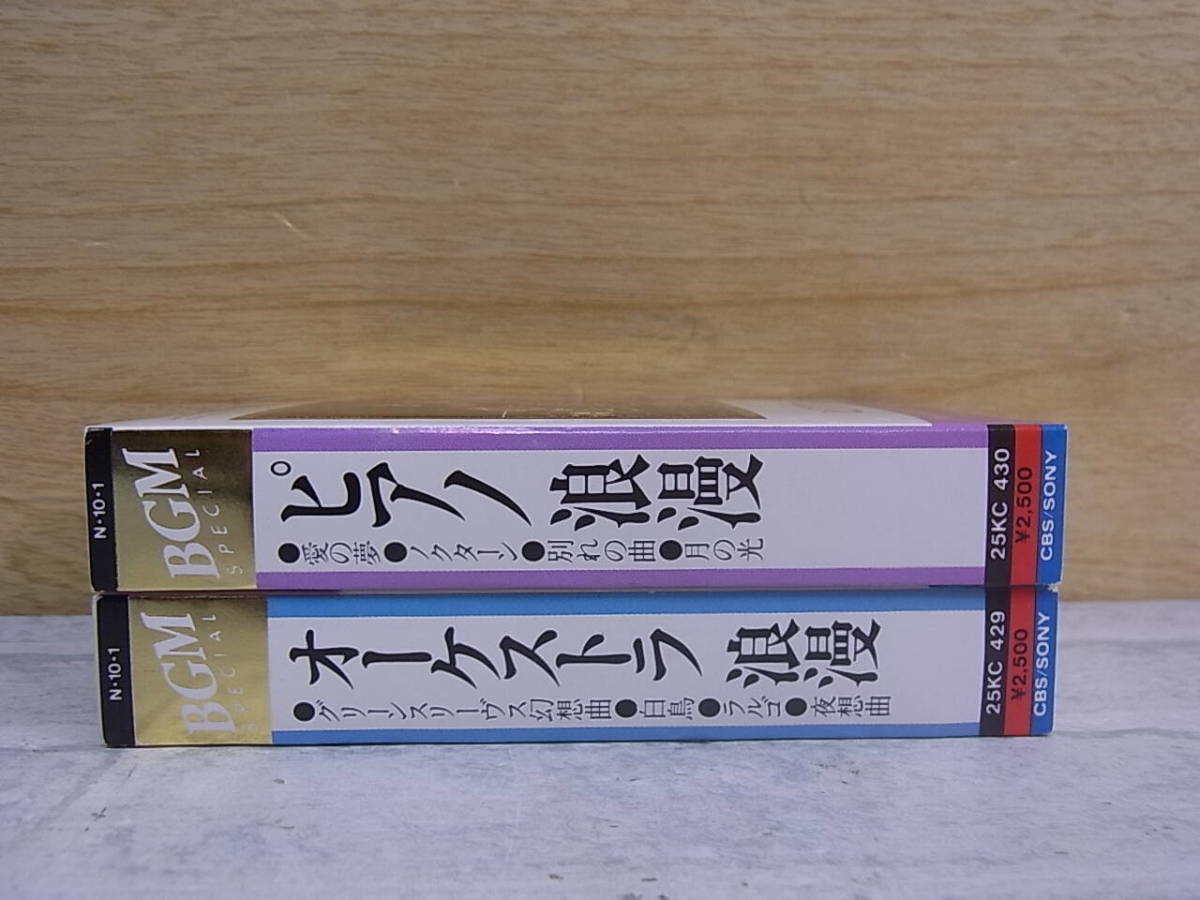 N・10・1
BGM
SPECIAL
ピアノ浪漫
●愛の夢●ノクターン●別れの曲●月の光
25KC 430
¥2,500
CBS/SONY
N・10・1
BGM
SPECIAL
オーケストラ浪漫
●グリーンスリーヴス幻想曲●白鳥●ラルゴ●夜想曲
25KC 429
¥2,500
CBS/SONY